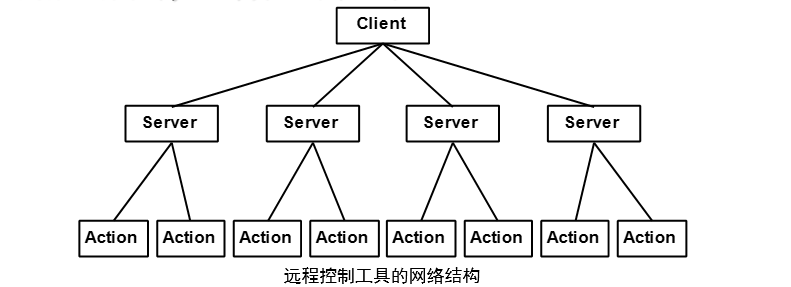 Client
Server Server Server Server
Action Action Action Action Action Action Action Action
远程控制工具的网络结构